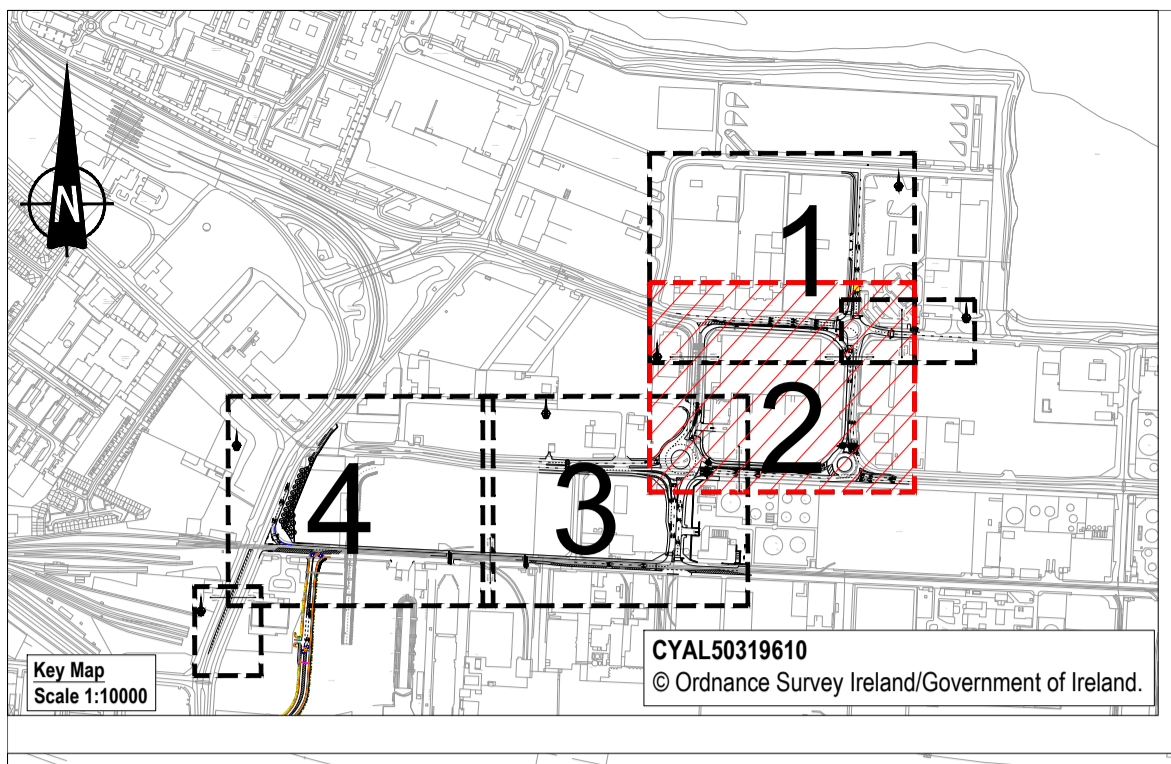 N
1
2
3
4
Key Map
Scale 1:10000
CYAL50319610
© Ordnance Survey Ireland/Government of Ireland.